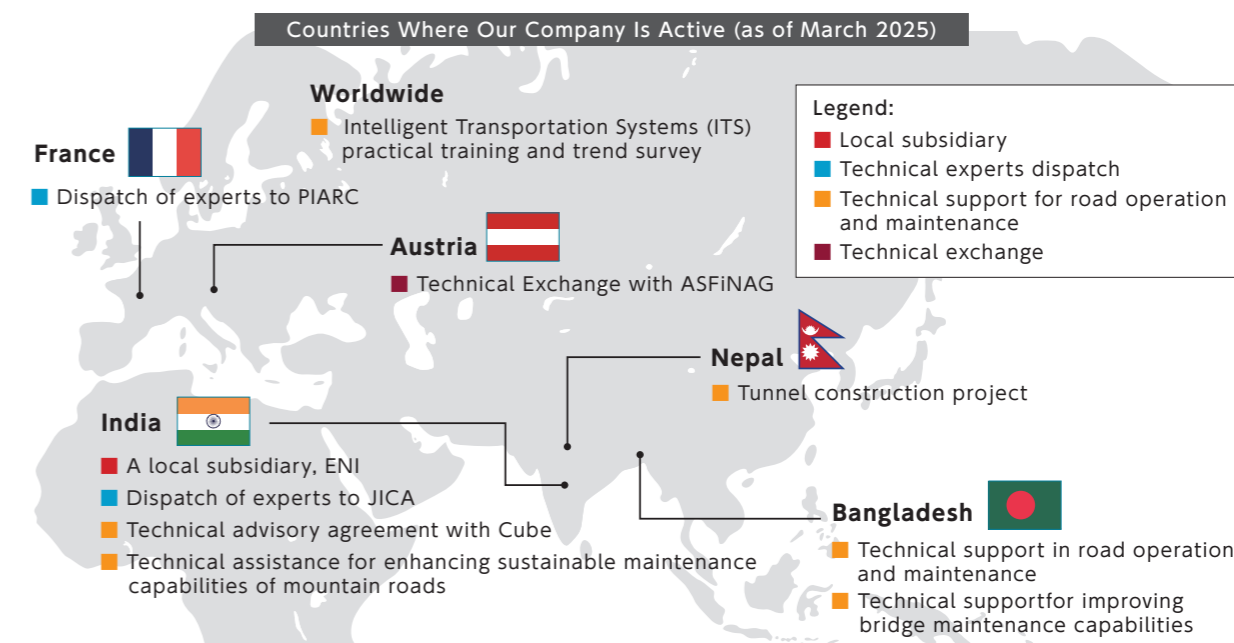 Countries Where Our Company Is Active (as of March 2025)
Worldwide
Intelligent Transportation Systems (ITS)
practical training and trend survey
Legend:
Local subsidiary
Technical experts dispatch
Technical support for road operation
and maintenance
Technical exchange
France
Dispatch of experts to PIARC
Austria
Technical Exchange with ASFiNAG
Nepal
Tunnel construction project
India
A local subsidiary, ENI
Dispatch of experts to JICA
Technical advisory agreement with Cube
Technical assistance for enhancing sustainable maintenance
capabilities of mountain roads
Bangladesh
Technical support in road operation
and maintenance
Technical supportfor improving
bridge maintenance capabilities